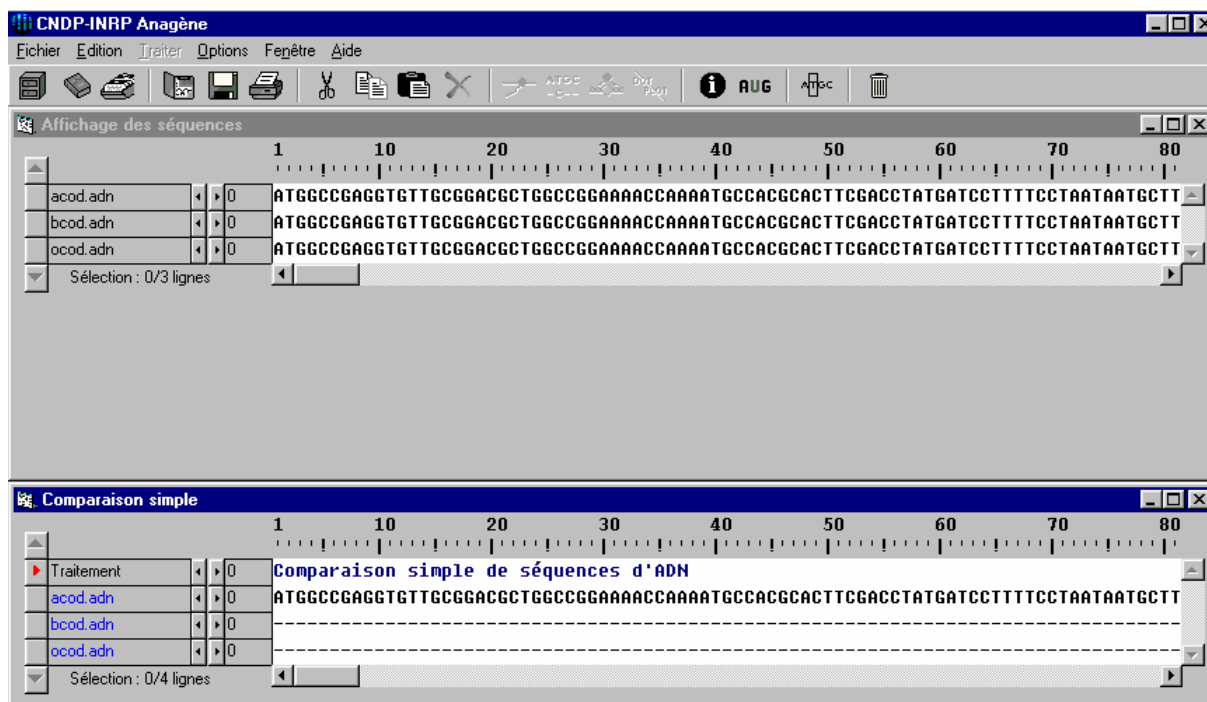 CNDP-INRP Anagène
Fichier Edition Traiter Options Fenêtre Aide
AUG
Affichage des séquences
1 10 20 30 40 50 60 70 80
acod.adn 0 ATGGCCGAGGTGTTGCGGACGCTGGCCGGAAAACCAAAATGCCACGCACTTCGACCTATGATCCTTTTCCTAATAATGCTT
bcod.adn 0 ATGGCCGAGGTGTTGCGGACGCTGGCCGGAAAACCAAAATGCCACGCACTTCGACCTATGATCCTTTTCCTAATAATGCTT
ocod.adn 0 ATGGCCGAGGTGTTGCGGACGCTGGCCGGAAAACCAAAATGCCACGCACTTCGACCTATGATCCTTTTCCTAATAATGCTT
Sélection : 0/3 lignes
Comparaison simple
1 10 20 30 40 50 60 70 80
Traitement 0 Comparaison simple de séquences d'ADN
acod.adn 0 ATGGCCGAGGTGTTGCGGACGCTGGCCGGAAAACCAAAATGCCACGCACTTCGACCTATGATCCTTTTCCTAATAATGCTT
bcod.adn 0 ---------------------------------------------------------------------------------
ocod.adn 0 ---------------------------------------------------------------------------------
Sélection : 0/4 lignes